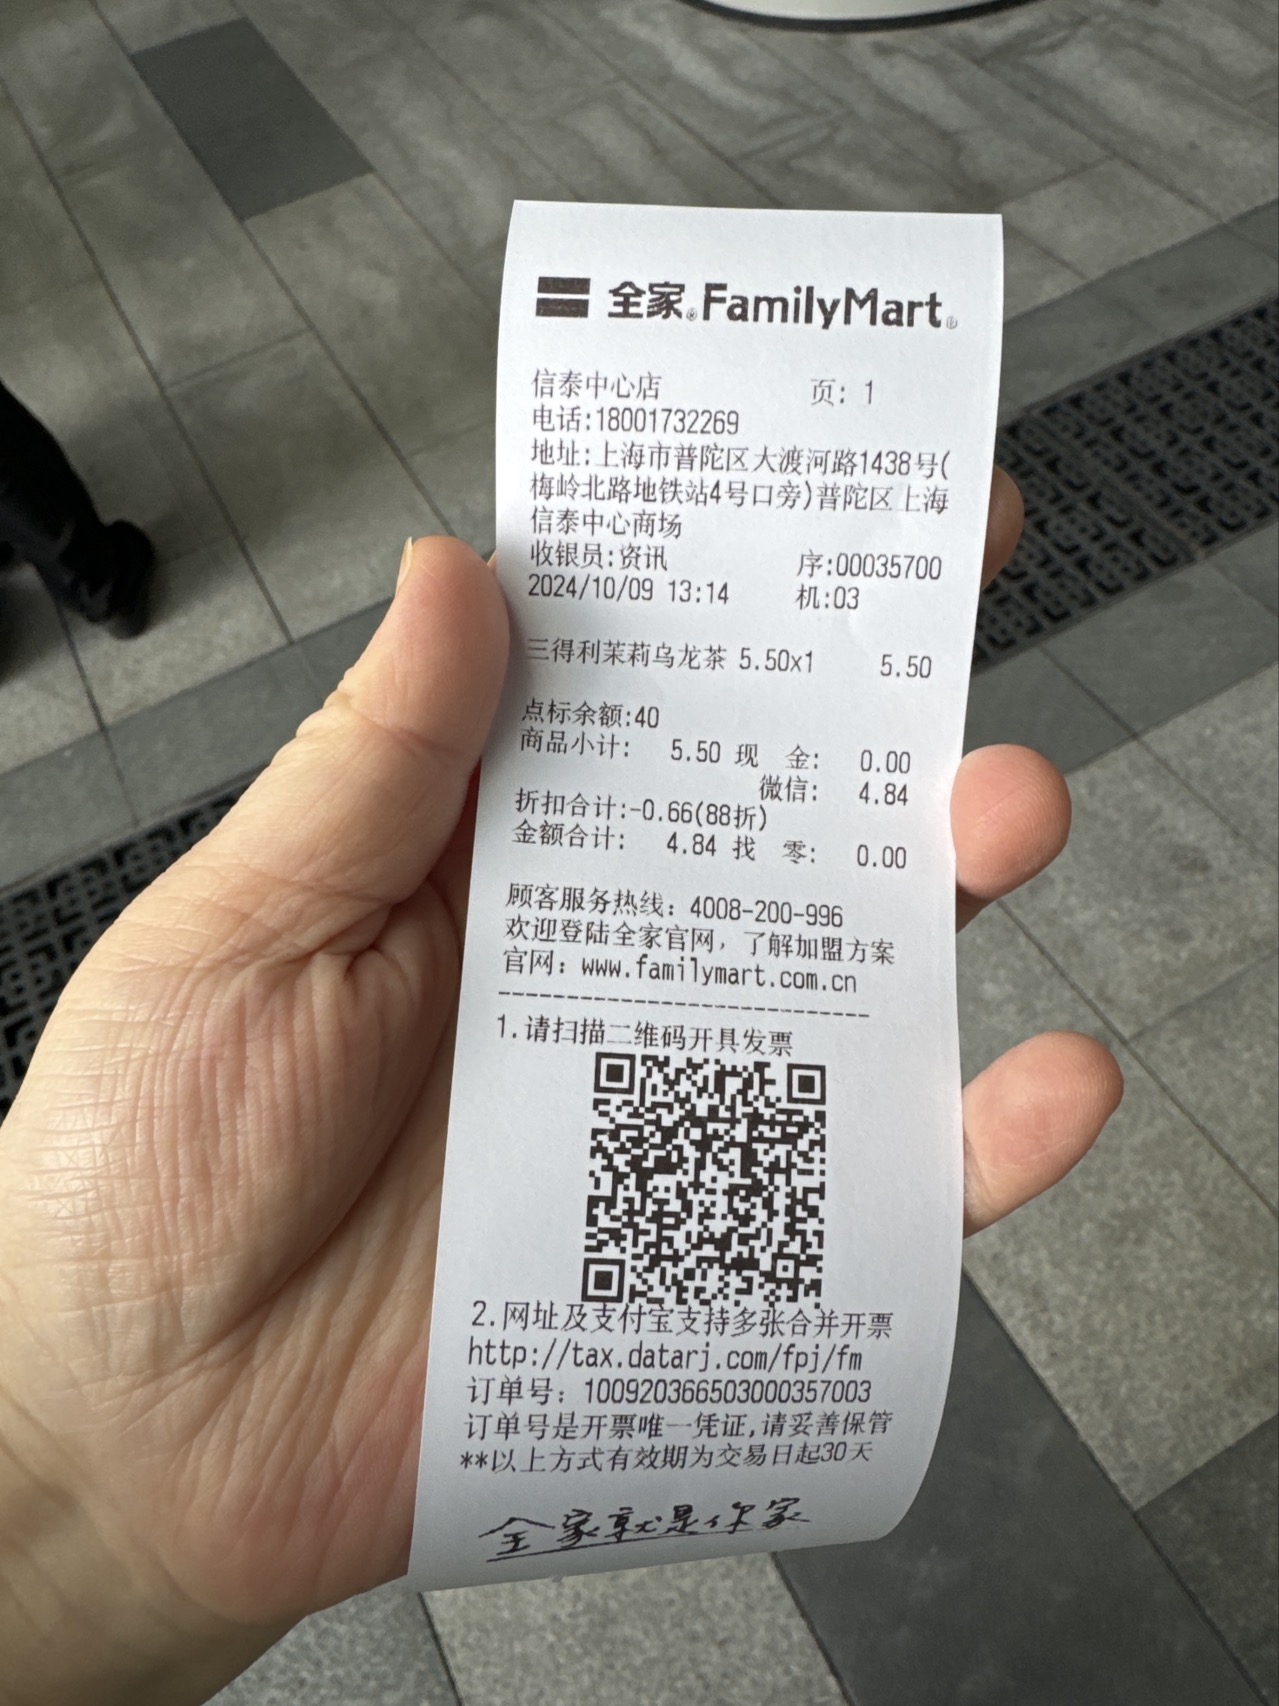 全家® FamilyMart®
信泰中心店 页: 1
电话:18001732269
地址:上海市普陀区大渡河路1438号(
梅岭北路地铁站4号口旁)普陀区上海
信泰中心商场
收银员:资讯 序:00035700
2024/10/09 13:14 机:03
三得利茉莉乌龙茶 5.50x1 5.50
点标余额:40
商品小计: 5.50 现 金: 0.00
微信: 4.84
折扣合计:-0.66(88折)
金额合计: 4.84 找 零: 0.00
顾客服务热线: 4008-200-996
欢迎登陆全家官网, 了解加盟方案
官网: www.familymart.com.cn
1.请扫描二维码开具发票
2.网址及支付宝支持多张合并开票
http://tax.datarj.com/fpj/fm
订单号: 100920366503000357003
订单号是开票唯一凭证,请妥善保管
**以上方式有效期为交易日起30天
全家就是你家